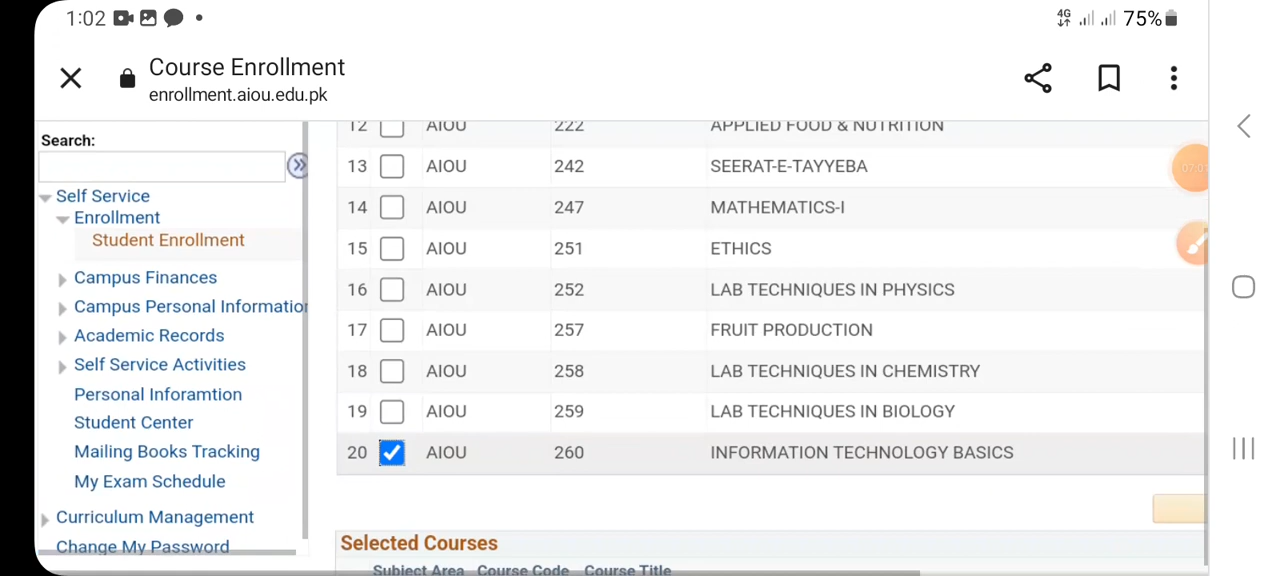 1:02
4G
75%
Course Enrollment
enrollment.aiou.edu.pk
Search:
Self Service
Enrollment
Student Enrollment
Campus Finances
Campus Personal Information
Academic Records
Self Service Activities
Personal Inforamtion
Student Center
Mailing Books Tracking
My Exam Schedule
Curriculum Management
Change My Password
12 AIOU 222 APPLIED FOOD & NUTRITION
13 AIOU 242 SEERAT-E-TAYYEBA
14 AIOU 247 MATHEMATICS-I
15 AIOU 251 ETHICS
16 AIOU 252 LAB TECHNIQUES IN PHYSICS
17 AIOU 257 FRUIT PRODUCTION
18 AIOU 258 LAB TECHNIQUES IN CHEMISTRY
19 AIOU 259 LAB TECHNIQUES IN BIOLOGY
20 AIOU 260 INFORMATION TECHNOLOGY BASICS
Selected Courses
Subject Area Course Code Course Title